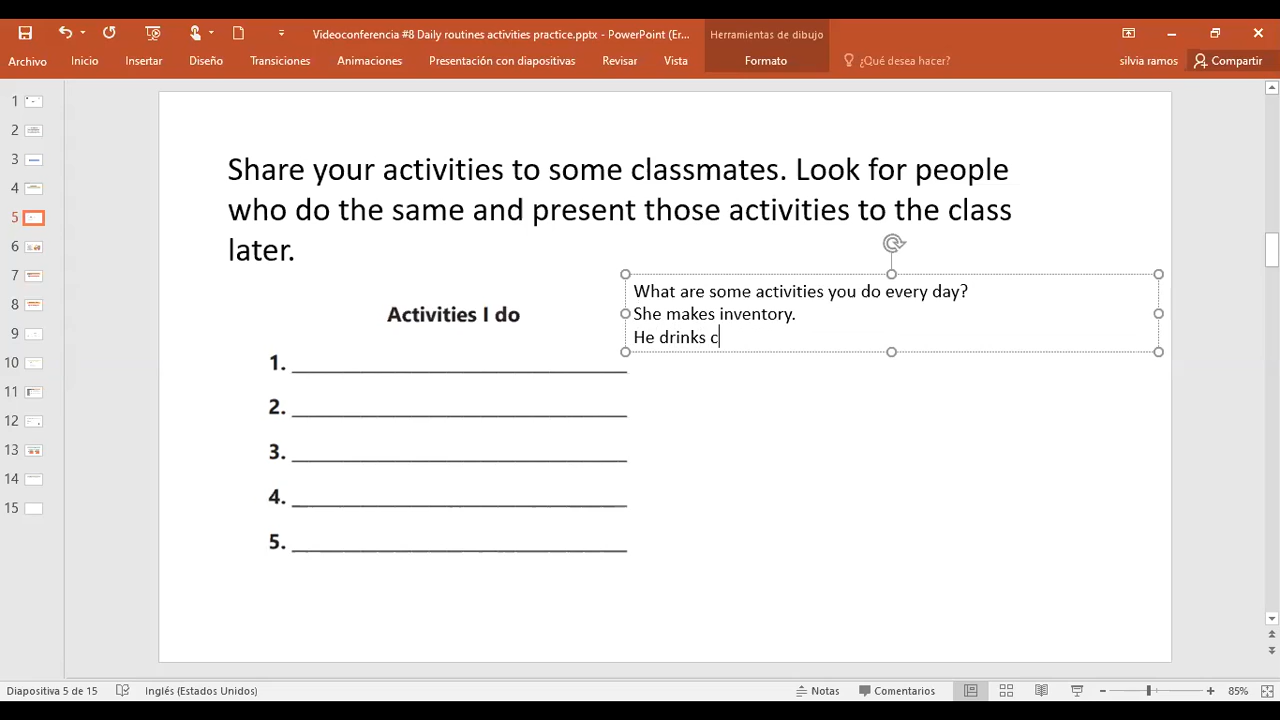 Videoconferencia #8 Daily routines activities practice.pptx - PowerPoint (Er...
Herramientas de dibujo
Archivo Inicio Insertar Diseño Transiciones Animaciones Presentación con diapositivas Revisar Vista Formato ¿Qué desea hacer? silvia ramos Compartir
1
2
3
4
5
6
7
8
9
10
11
12
13
14
15
Share your activities to some classmates. Look for people
who do the same and present those activities to the class
later.
What are some activities you do every day?
She makes inventory.
He drinks c
Activities I do
1. ______________________________
2. ______________________________
3. ______________________________
4. ______________________________
5. ______________________________
Diapositiva 5 de 15 Inglés (Estados Unidos) Notas Comentarios 85%